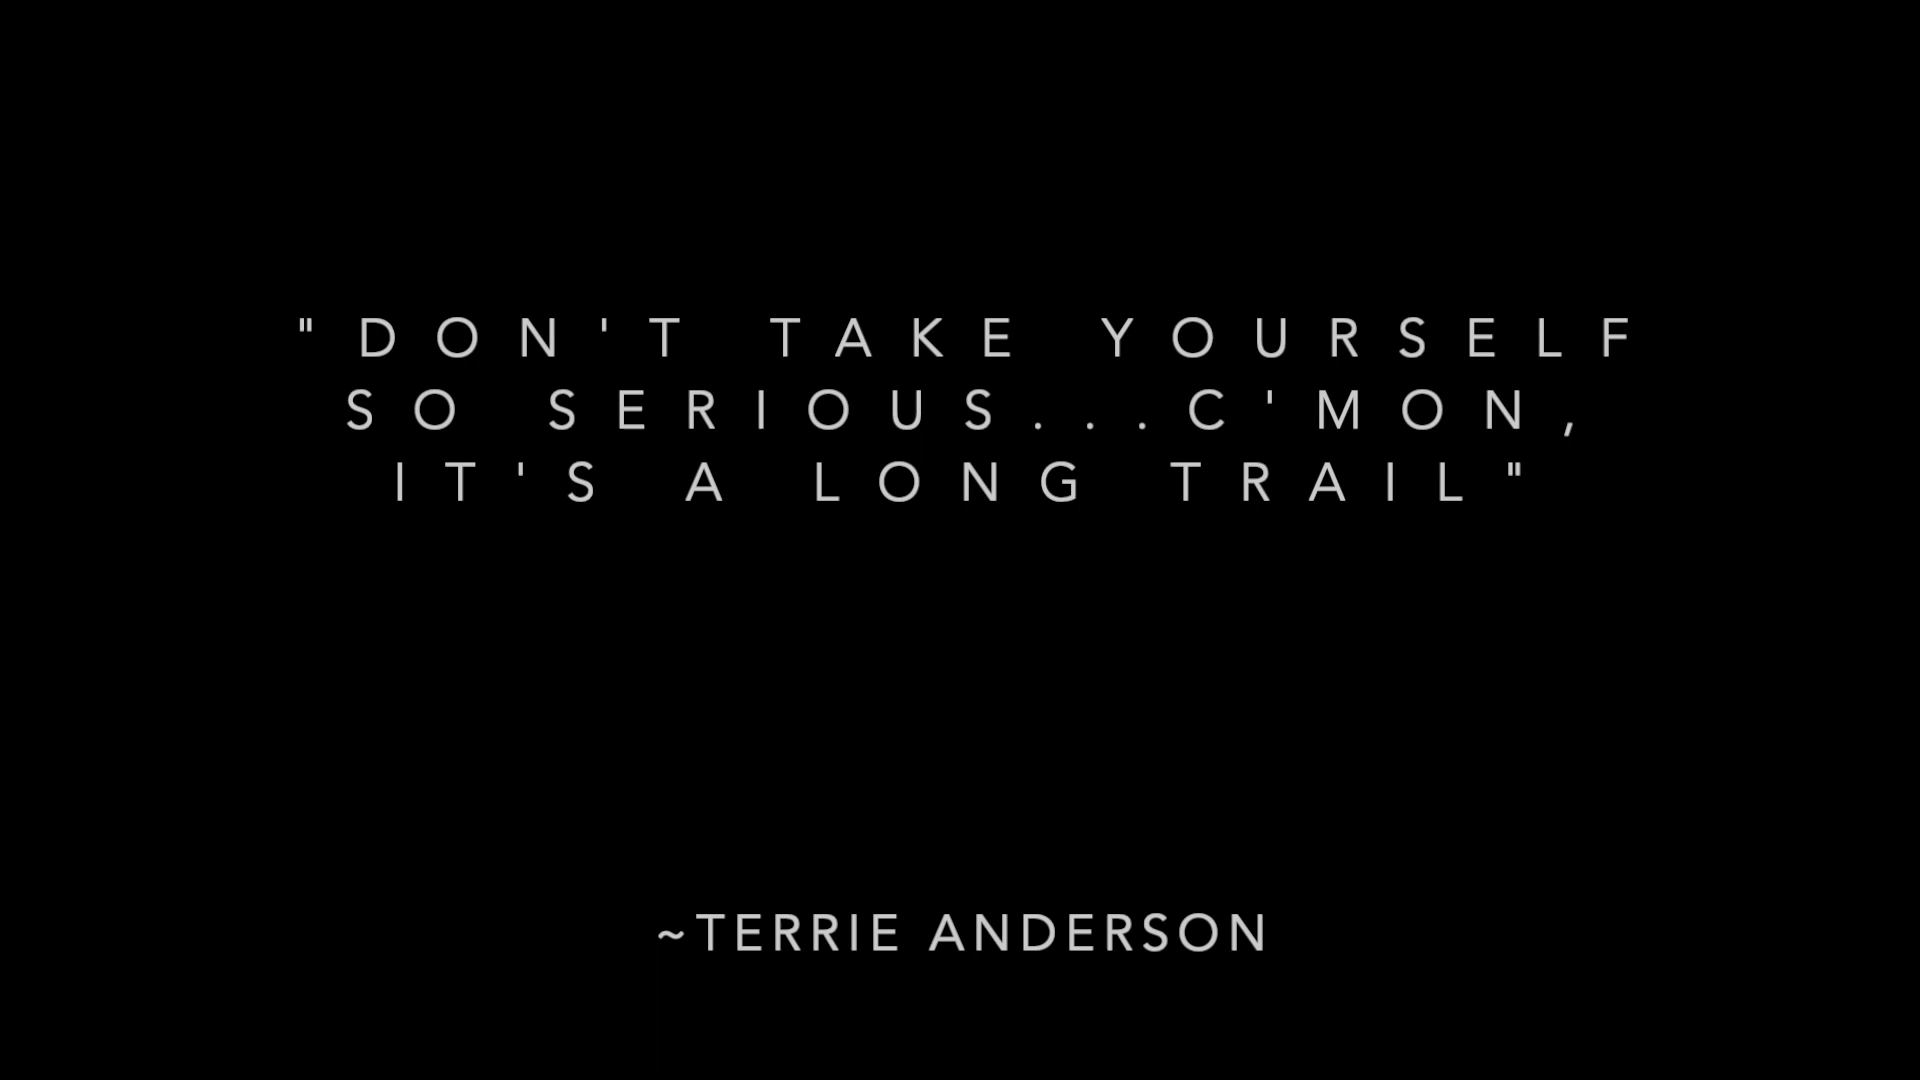 "DON'T TAKE YOURSELF
SO SERIOUS...C'MON,
IT'S A LONG TRAIL"
~TERRIE ANDERSON